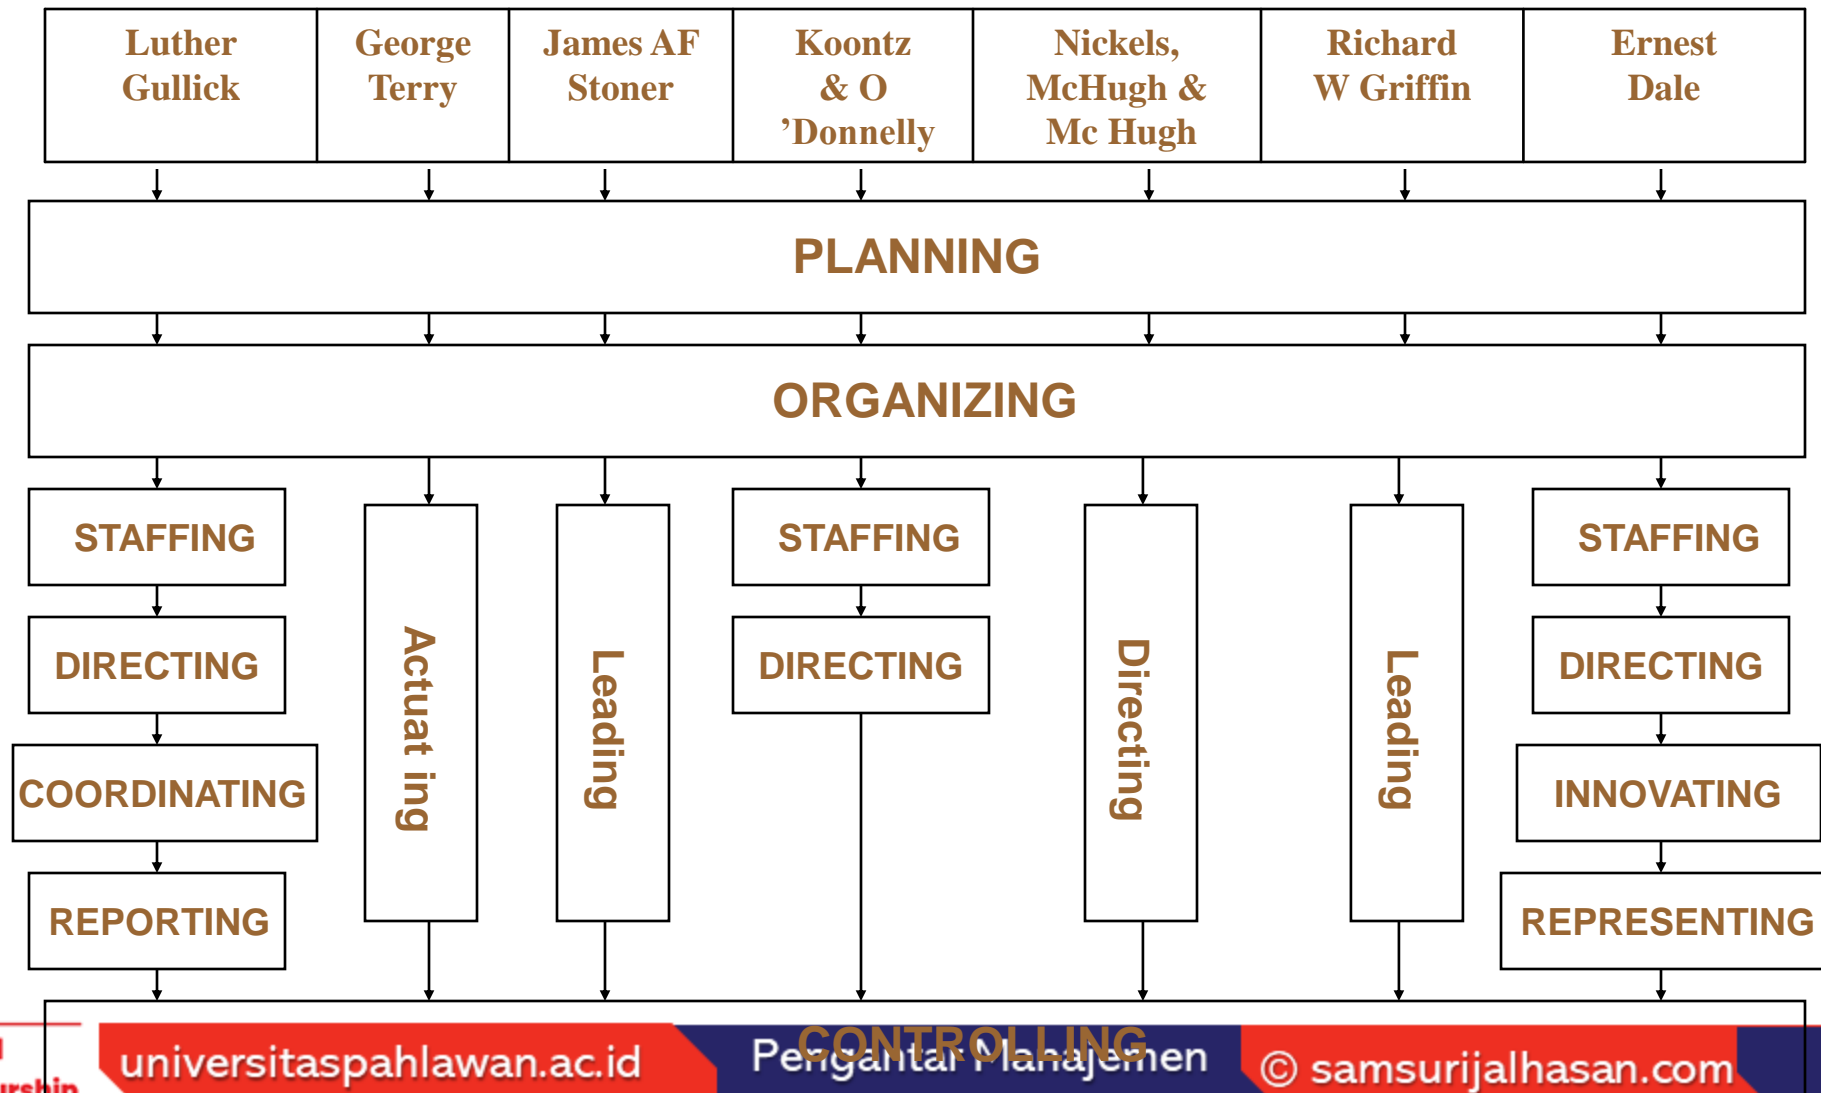 Luther
Gullick
George
Terry
James AF
Stoner
Koontz
& O
’Donnelly
Nickels,
McHugh &
Mc Hugh
Richard
W Griffin
Ernest
Dale
PLANNING
ORGANIZING
STAFFING
DIRECTING
COORDINATING
REPORTING
Actuat ing
Leading
STAFFING
DIRECTING
Directing
Leading
STAFFING
DIRECTING
INNOVATING
REPRESENTING
CONTROLLING
universitaspahlawan.ac.id
Pengantar Manajemen
© samsurijalhasan.com